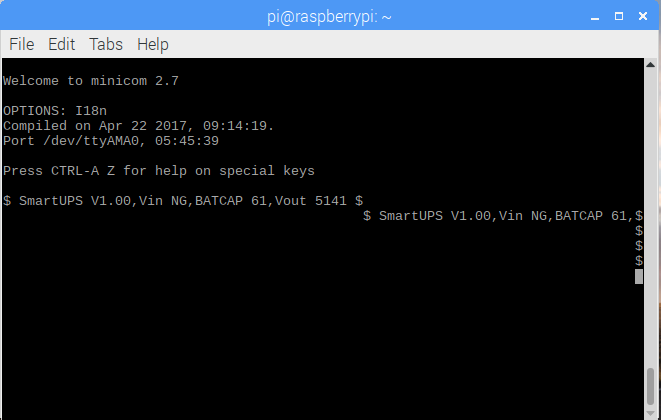 pi@raspberrypi: ~
File Edit Tabs Help
Welcome to minicom 2.7
OPTIONS: I18n
Compiled on Apr 22 2017, 09:14:19.
Port /dev/ttyAMA0, 05:45:39
Press CTRL-A Z for help on special keys
$ SmartUPS V1.00,Vin NG,BATCAP 61,Vout 5141 $
$ SmartUPS V1.00,Vin NG,BATCAP 61,$
$
$
$